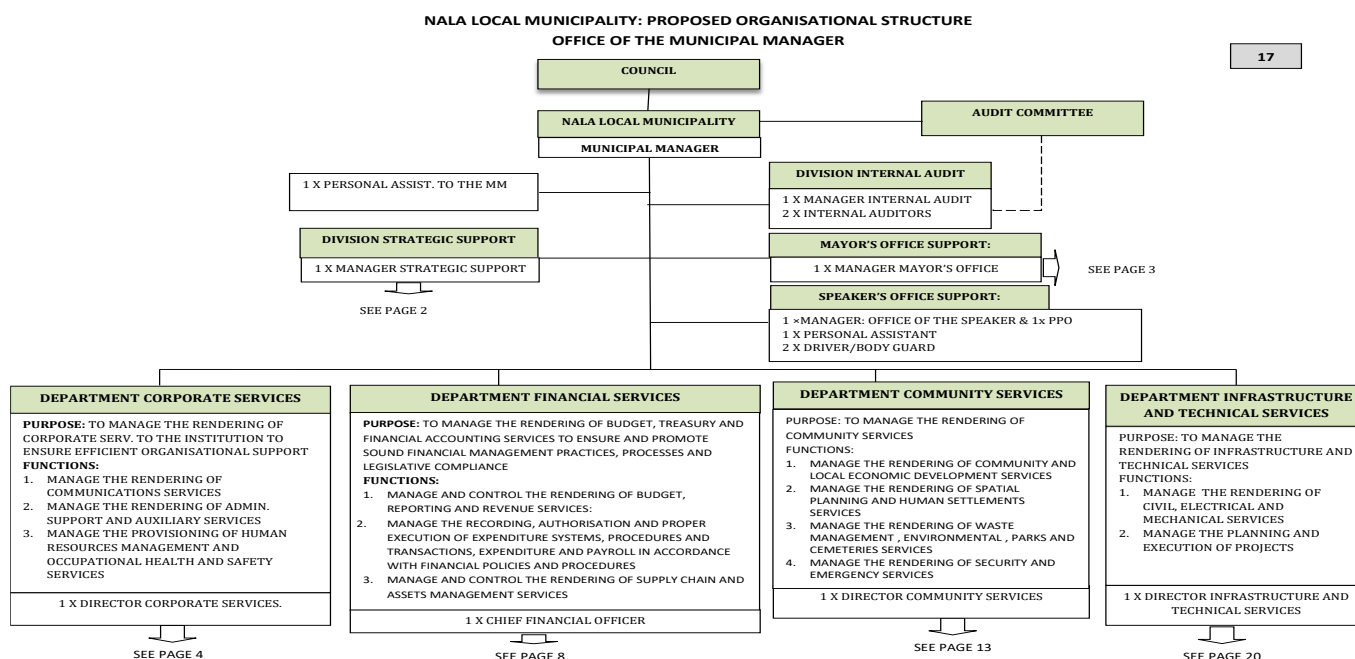 NALA LOCAL MUNICIPALITY: PROPOSED ORGANISATIONAL STRUCTURE
OFFICE OF THE MUNICIPAL MANAGER
17
COUNCIL
NALA LOCAL MUNICIPALITY
MUNICIPAL MANAGER
AUDIT COMMITTEE
1 X PERSONAL ASSIST. TO THE MM
DIVISION INTERNAL AUDIT
1 X MANAGER INTERNAL AUDIT
2 X INTERNAL AUDITORS
DIVISION STRATEGIC SUPPORT
1 X MANAGER STRATEGIC SUPPORT
SEE PAGE 2
MAYOR'S OFFICE SUPPORT:
1 X MANAGER MAYOR'S OFFICE
SEE PAGE 3
SPEAKER'S OFFICE SUPPORT:
1 ×MANAGER: OFFICE OF THE SPEAKER & 1x PPO
1 X PERSONAL ASSISTANT
2 X DRIVER/BODY GUARD
DEPARTMENT CORPORATE SERVICES
PURPOSE: TO MANAGE THE RENDERING OF
CORPORATE SERV. TO THE INSTITUTION TO
ENSURE EFFICIENT ORGANISATIONAL SUPPORT
FUNCTIONS:
1. MANAGE THE RENDERING OF
COMMUNICATIONS SERVICES
2. MANAGE THE RENDERING OF ADMIN.
SUPPORT AND AUXILIARY SERVICES
3. MANAGE THE PROVISIONING OF HUMAN
RESOURCES MANAGEMENT AND
OCCUPATIONAL HEALTH AND SAFETY
SERVICES
1 X DIRECTOR CORPORATE SERVICES.
SEE PAGE 4
DEPARTMENT FINANCIAL SERVICES
PURPOSE: TO MANAGE THE RENDERING OF BUDGET, TREASURY AND
FINANCIAL ACCOUNTING SERVICES TO ENSURE AND PROMOTE
SOUND FINANCIAL MANAGEMENT PRACTICES, PROCESSES AND
LEGISLATIVE COMPLIANCE
FUNCTIONS:
1. MANAGE AND CONTROL THE RENDERING OF BUDGET,
REPORTING AND REVENUE SERVICES:
2. MANAGE THE RECORDING, AUTHORISATION AND PROPER
EXECUTION OF EXPENDITURE SYSTEMS, PROCEDURES AND
TRANSACTIONS, EXPENDITURE AND PAYROLL IN ACCORDANCE
WITH FINANCIAL POLICIES AND PROCEDURES
3. MANAGE AND CONTROL THE RENDERING OF SUPPLY CHAIN AND
ASSETS MANAGEMENT SERVICES
1 X CHIEF FINANCIAL OFFICER
SEE PAGE 8
DEPARTMENT COMMUNITY SERVICES
PURPOSE: TO MANAGE THE RENDERING OF
COMMUNITY SERVICES
FUNCTIONS:
1. MANAGE THE RENDERING OF COMMUNITY AND
LOCAL ECONOMIC DEVELOPMENT SERVICES
2. MANAGE THE RENDERING OF SPATIAL
PLANNING AND HUMAN SETTLEMENTS
SERVICES
3. MANAGE THE RENDERING OF WASTE
MANAGEMENT , ENVIRONMENTAL , PARKS AND
CEMETERIES SERVICES
4. MANAGE THE RENDERING OF SECURITY AND
EMERGENCY SERVICES
1 X DIRECTOR COMMUNITY SERVICES
SEE PAGE 13
DEPARTMENT INFRASTRUCTURE
AND TECHNICAL SERVICES
PURPOSE: TO MANAGE THE
RENDERING OF INFRASTRUCTURE AND
TECHNICAL SERVICES
FUNCTIONS:
1. MANAGE THE RENDERING OF
CIVIL, ELECTRICAL AND
MECHANICAL SERVICES
2. MANAGE THE PLANNING AND
EXECUTION OF PROJECTS
1 X DIRECTOR INFRASTRUCTURE AND
TECHNICAL SERVICES
SEE PAGE 20